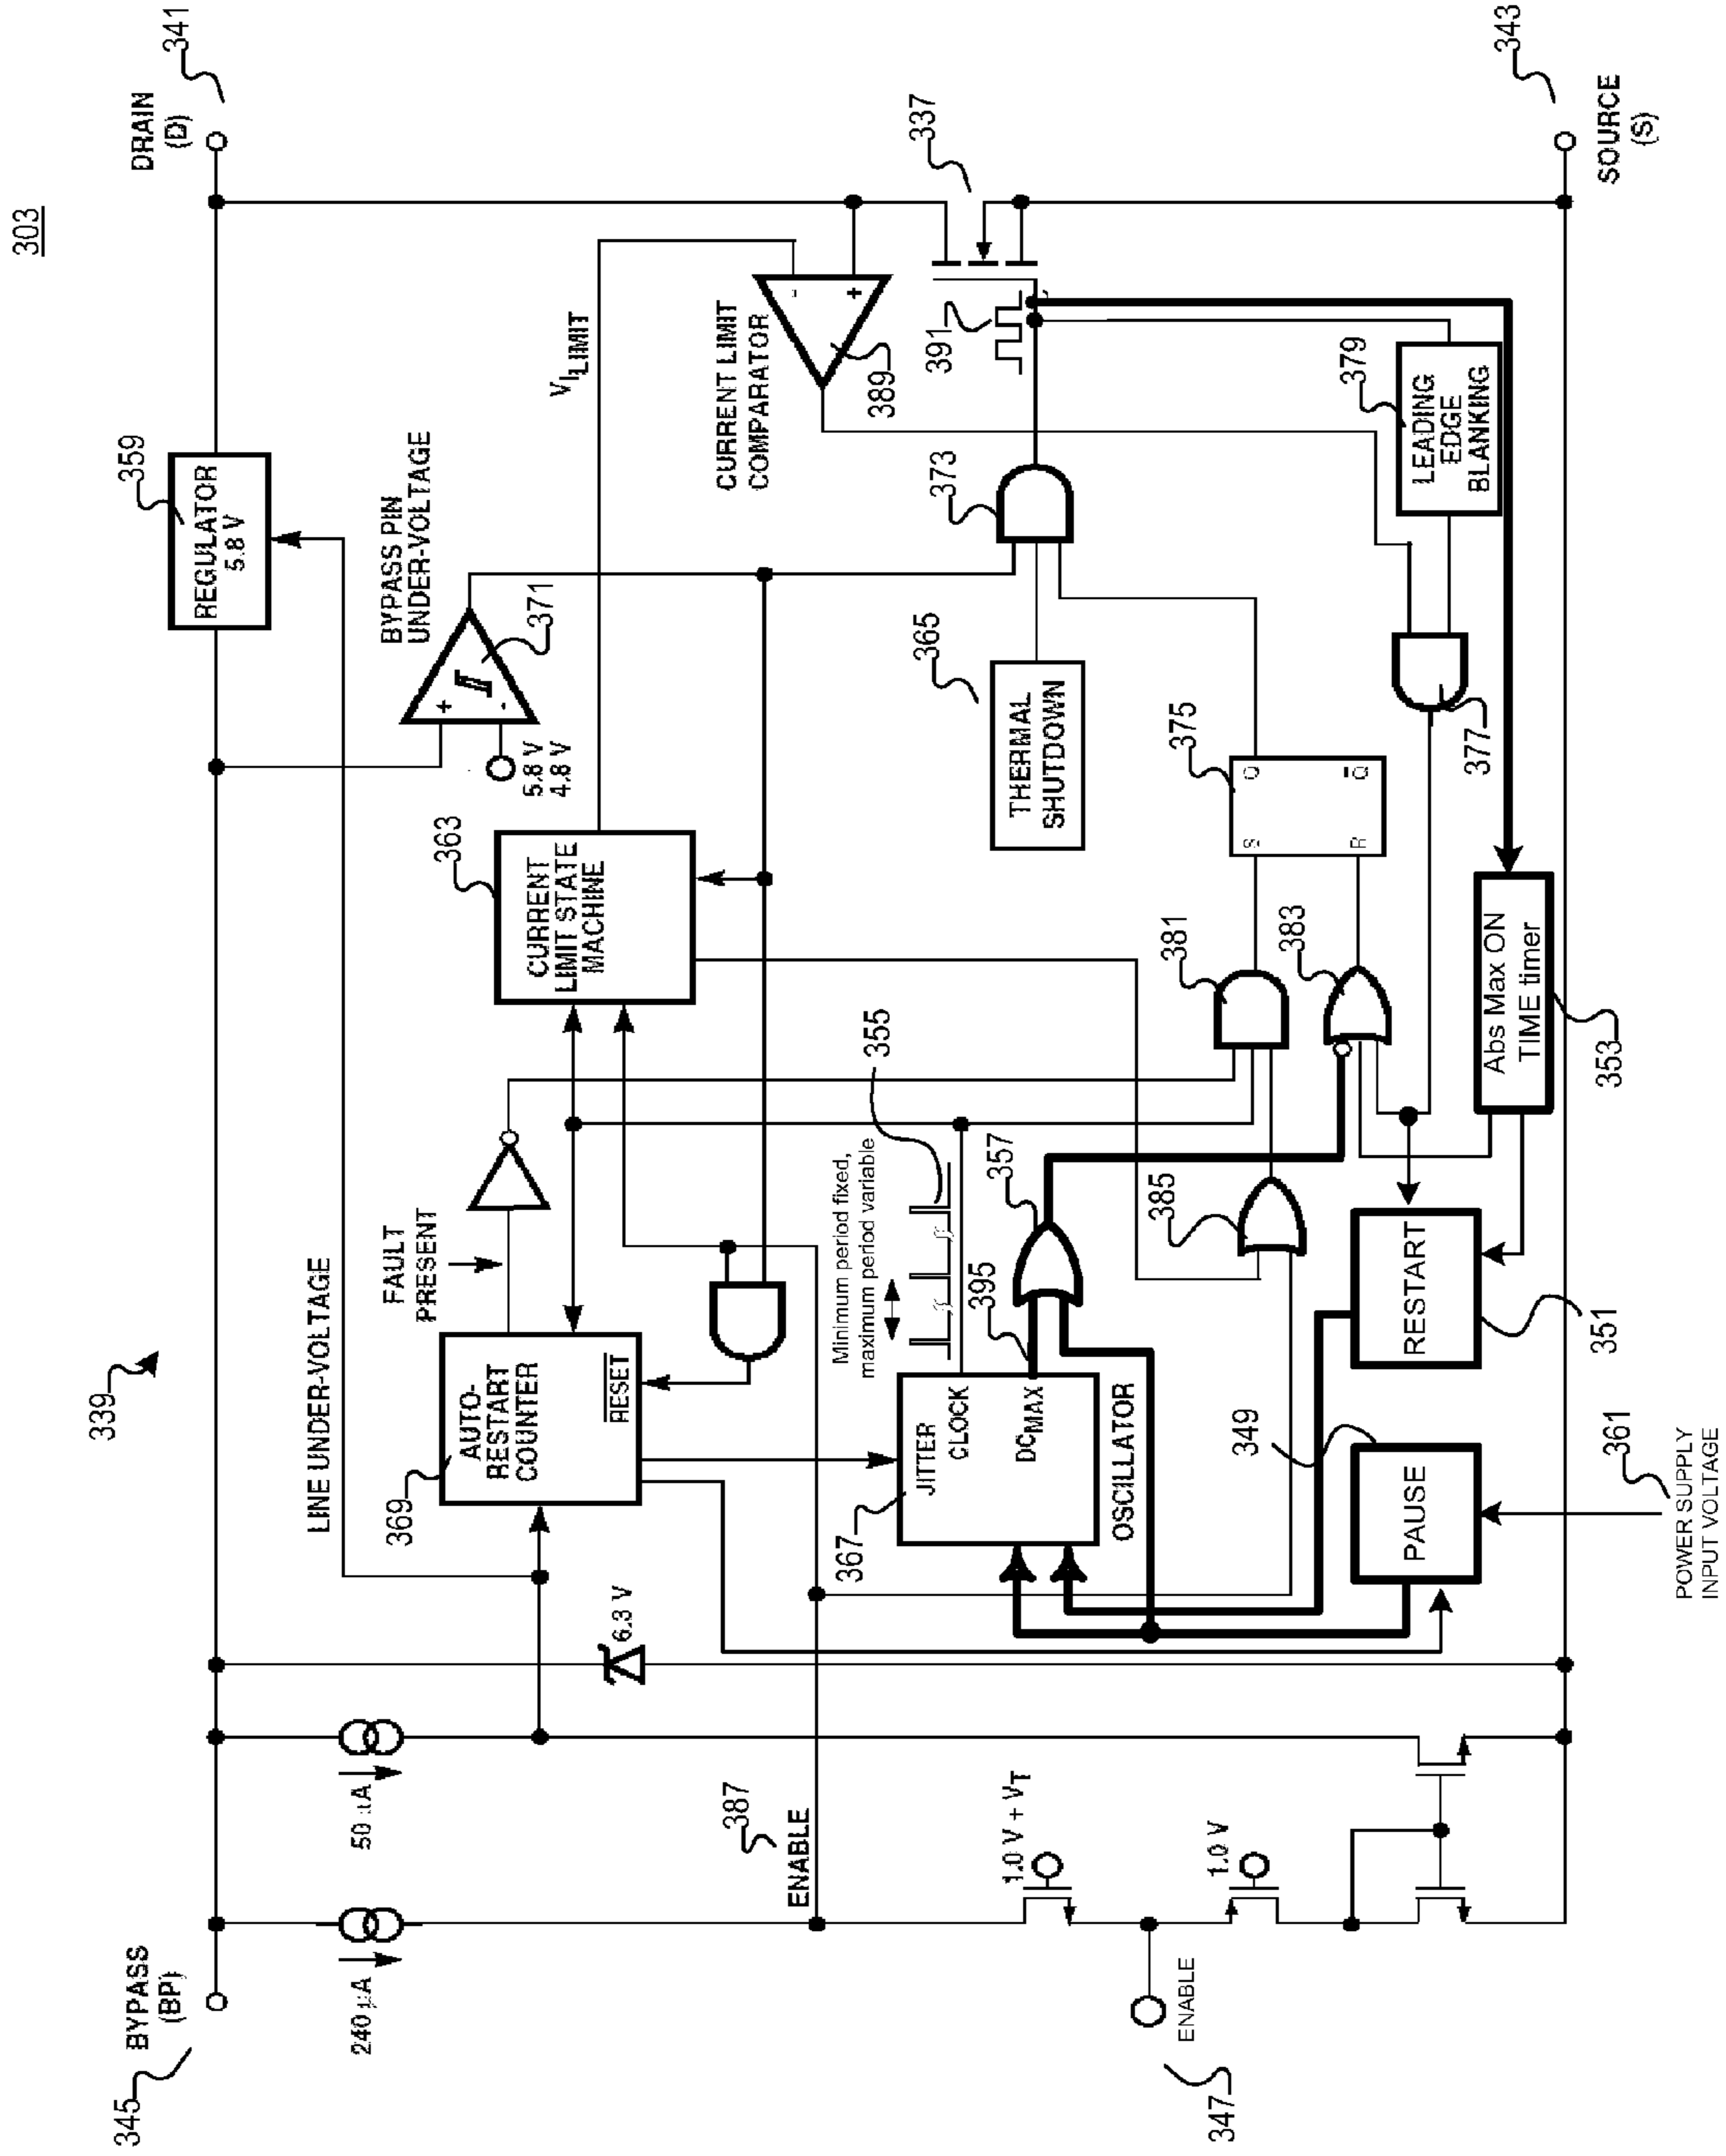 303
339
BYPASS
(BP)
345
DRAIN
(D)
341
REGULATOR
5.8 V
359
LINE UNDER-VOLTAGE
240 µA
50 µA
6.3 V
FAULT
PRESENT
AUTO-
RESTART
COUNTER
RESET
369
CURRENT
LIMIT STATE
MACHINE
363
BYPASS PIN
UNDER-VOLTAGE
+
-
371
5.8 V
4.8 V
VILIMIT
CURRENT LIMIT
COMPARATOR
-
+
389
387
ENABLE
JITTER
CLOCK
DCMAX
OSCILLATOR
367
Minimum period fixed,
maximum period variable
355
395
357
THERMAL
SHUTDOWN
365
373
391
337
1.0 V + VT
1.0 V
ENABLE
347
385
381
383
S
Q
R
Q
375
377
LEADING
EDGE
BLANKING
379
PAUSE
349
RESTART
351
Abs Max ON
TIME timer
353
361
POWER SUPPLY
INPUT VOLTAGE
SOURCE
(S)
343